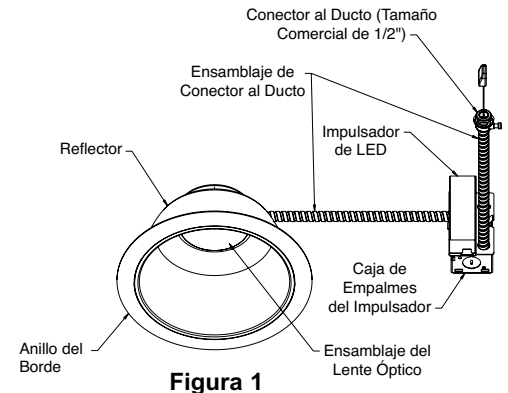 Conector al Ducto (Tamaño
Comercial de 1/2")
Ensamblaje de
Conector al Ducto
Impulsador
de LED
Reflector
Caja de
Empalmes
del Impulsador
Anillo del
Borde
Ensamblaje del
Lente Óptico
Figura 1